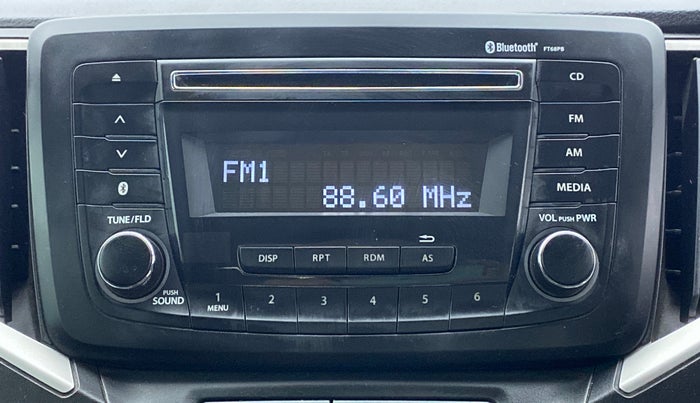 Bluetooth FT68PB
CD
FM
AM
MEDIA
FM1
88.60 MHz
TUNE/FLD
VOL PUSH PWR
DISP RPT RDM AS
PUSH SOUND
1 MENU 2 3 4 5 6